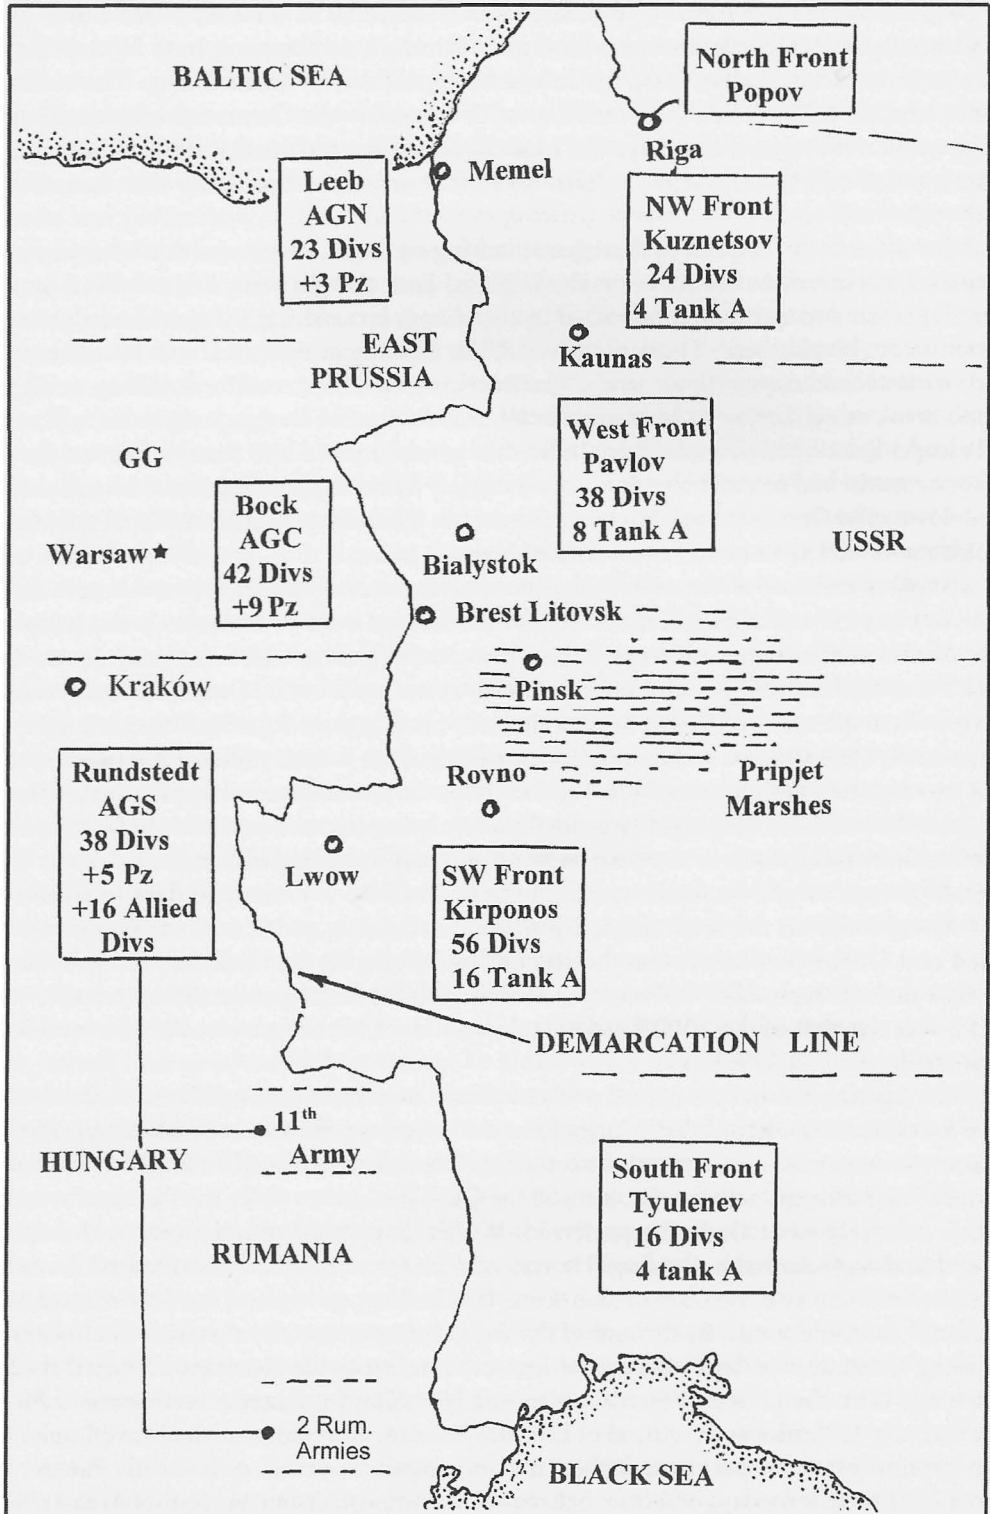 BALTIC SEA
North Front
Popov
Riga
Memel
Leeb
AGN
23 Divs
+3 Pz
NW Front
Kuznetsov
24 Divs
4 Tank A
EAST
PRUSSIA
Kaunas
West Front
Pavlov
38 Divs
8 Tank A
GG
Bock
AGC
42 Divs
+9 Pz
Warsaw
Bialystok
USSR
Brest Litovsk
Kraków
Pinsk
Rovno
Pripjet
Marshes
Rundstedt
AGS
38 Divs
+5 Pz
+16 Allied
Divs
Lwow
SW Front
Kirponos
56 Divs
16 Tank A
DEMARCATION LINE
11th
Army
HUNGARY
South Front
Tyulenev
16 Divs
4 tank A
RUMANIA
2 Rum.
Armies
BLACK SEA